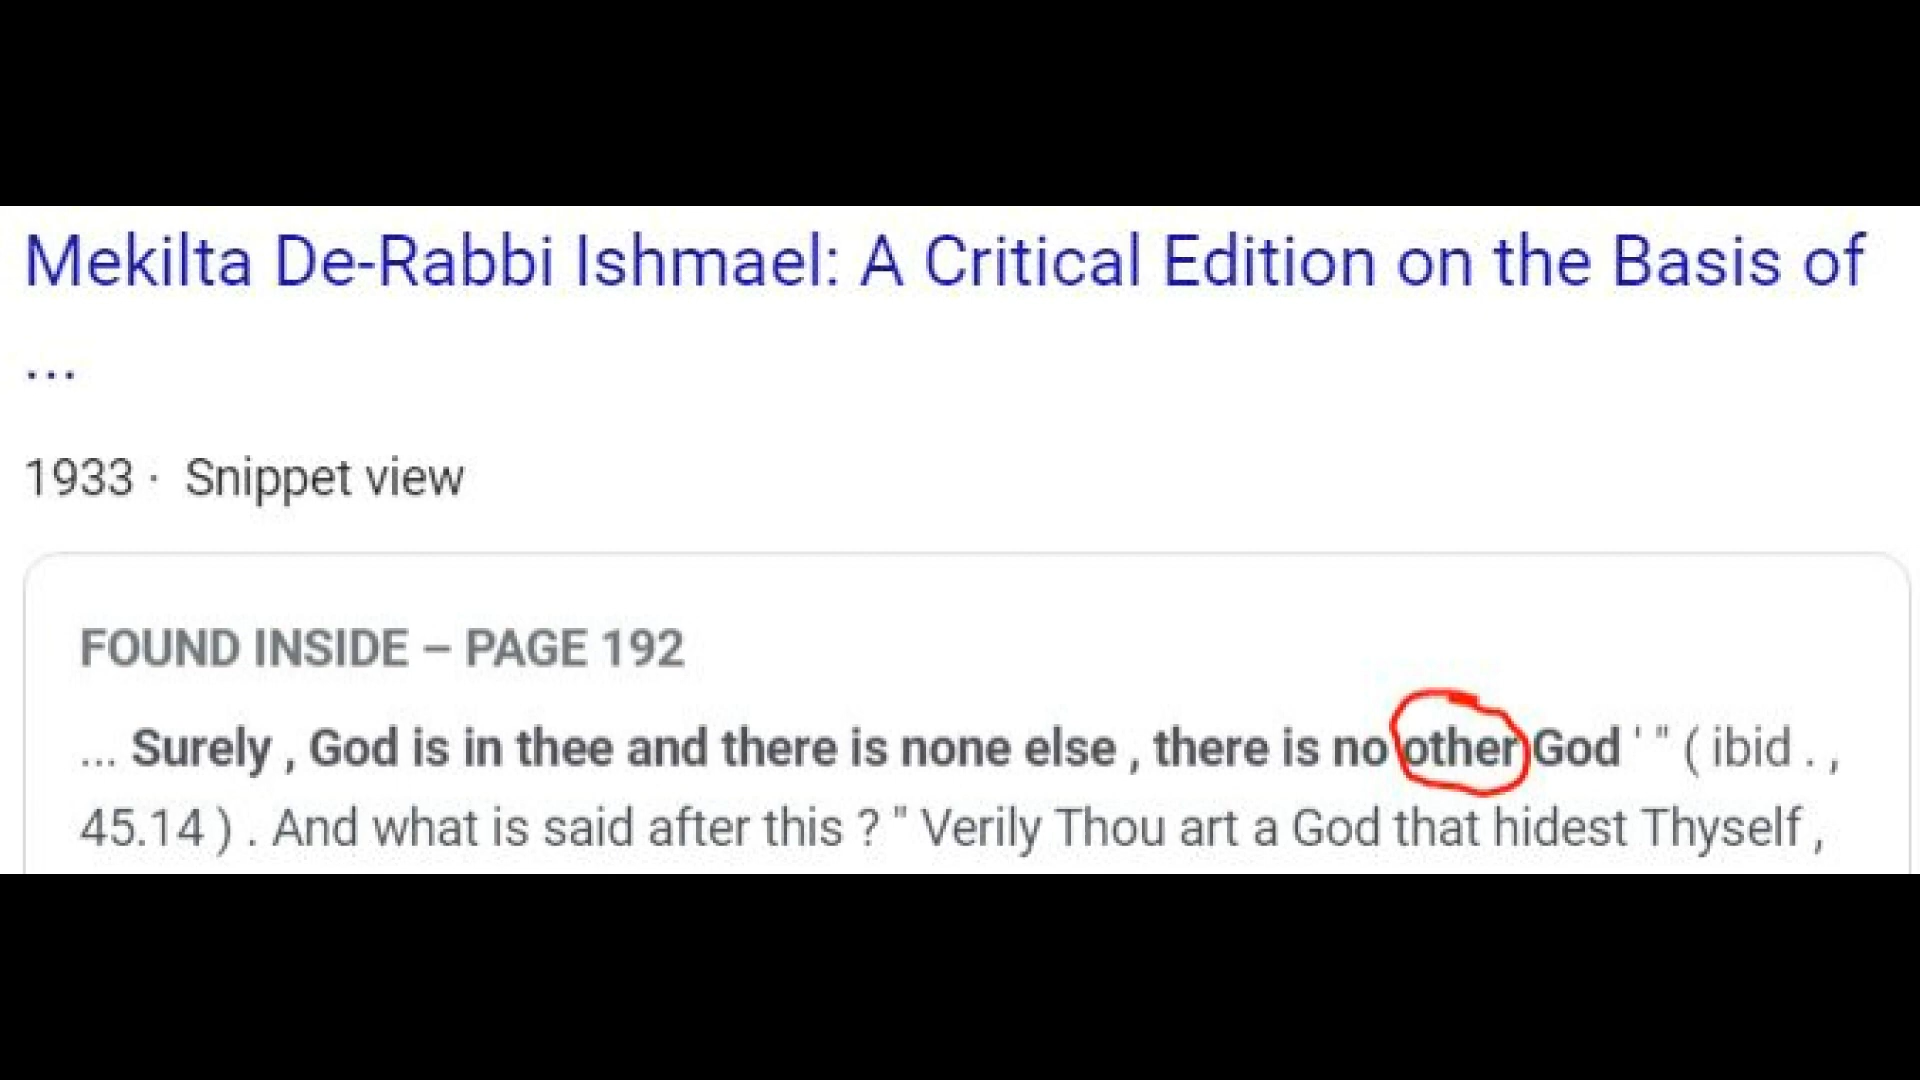 Mekilta De-Rabbi Ishmael: A Critical Edition on the Basis of
...
1933 · Snippet view
FOUND INSIDE – PAGE 192
... Surely , God is in thee and there is none else , there is no other God ' " ( ibid . ,
45.14 ) . And what is said after this ? " Verily Thou art a God that hidest Thyself ,